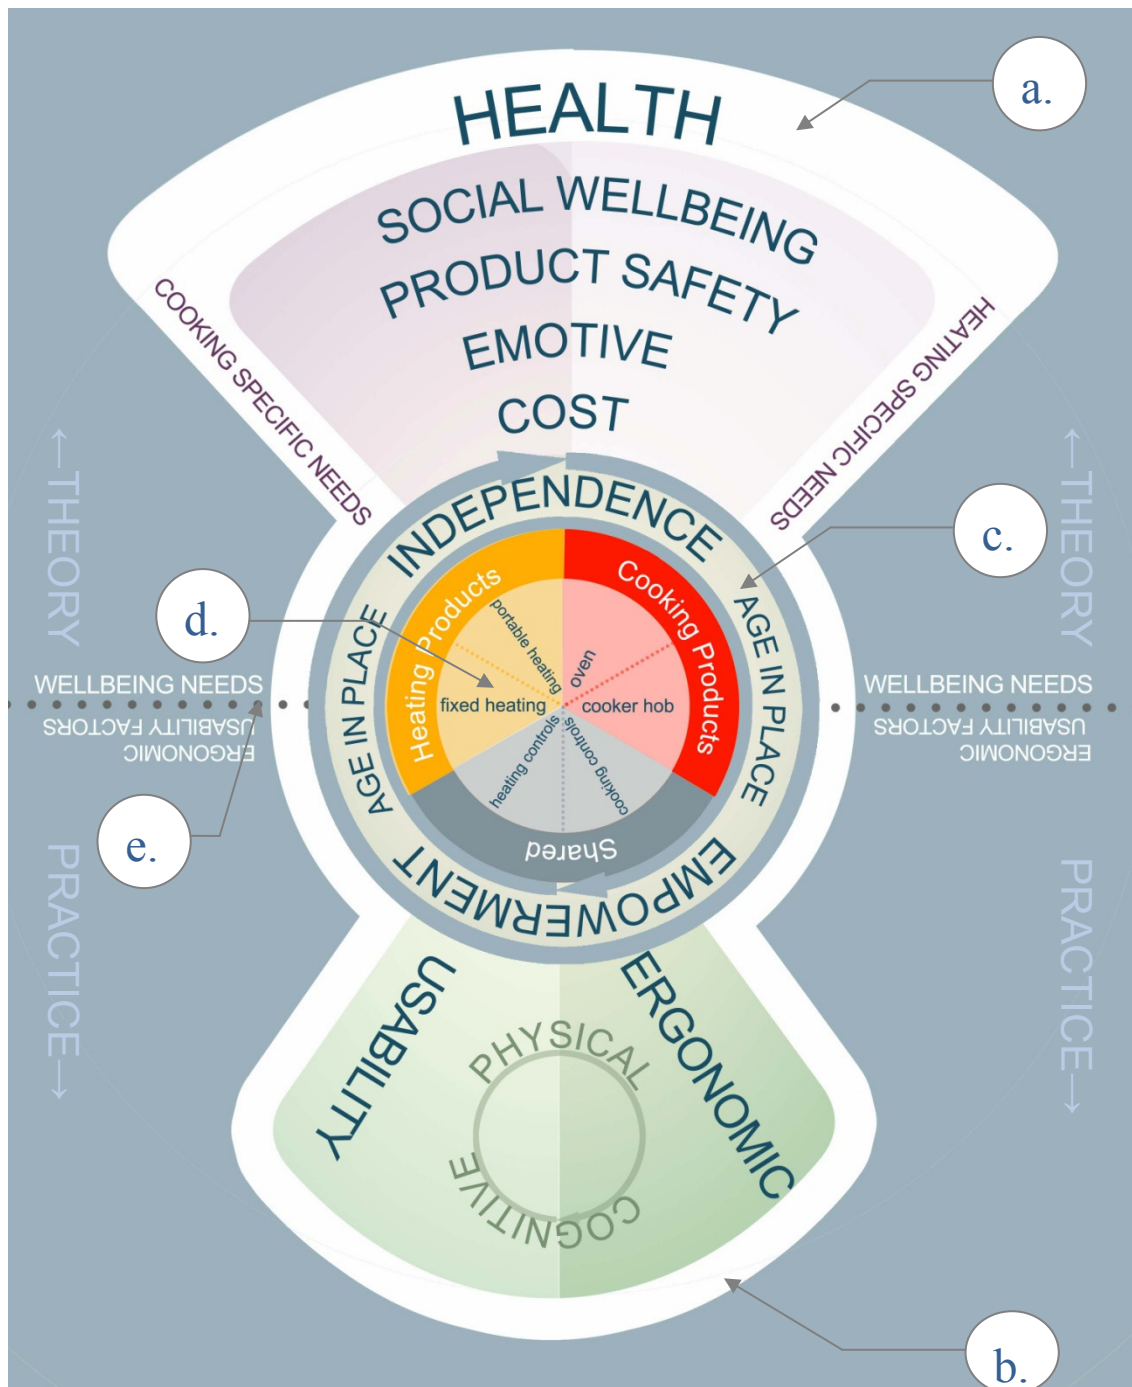 a.
HEALTH
SOCIAL WELLBEING
PRODUCT SAFETY
EMOTIVE
COST
COOKING SPECIFIC NEEDS
HEATING SPECIFIC NEEDS
←THEORY
←THEORY
c.
INDEPENDENCE
AGE IN PLACE
AGE IN PLACE
EMPOWERMENT
d.
Heating Products
Cooking Products
Shared
portable heating
oven
fixed heating
cooker hob
heating controls
cooking controls
WELLBEING NEEDS
USABILITY FACTORS
ERGONOMIC
WELLBEING NEEDS
USABILITY FACTORS
ERGONOMIC
e.
PRACTICE→
PRACTICE→
USABILITY
ERGONOMIC
PHYSICAL
COGNITIVE
b.